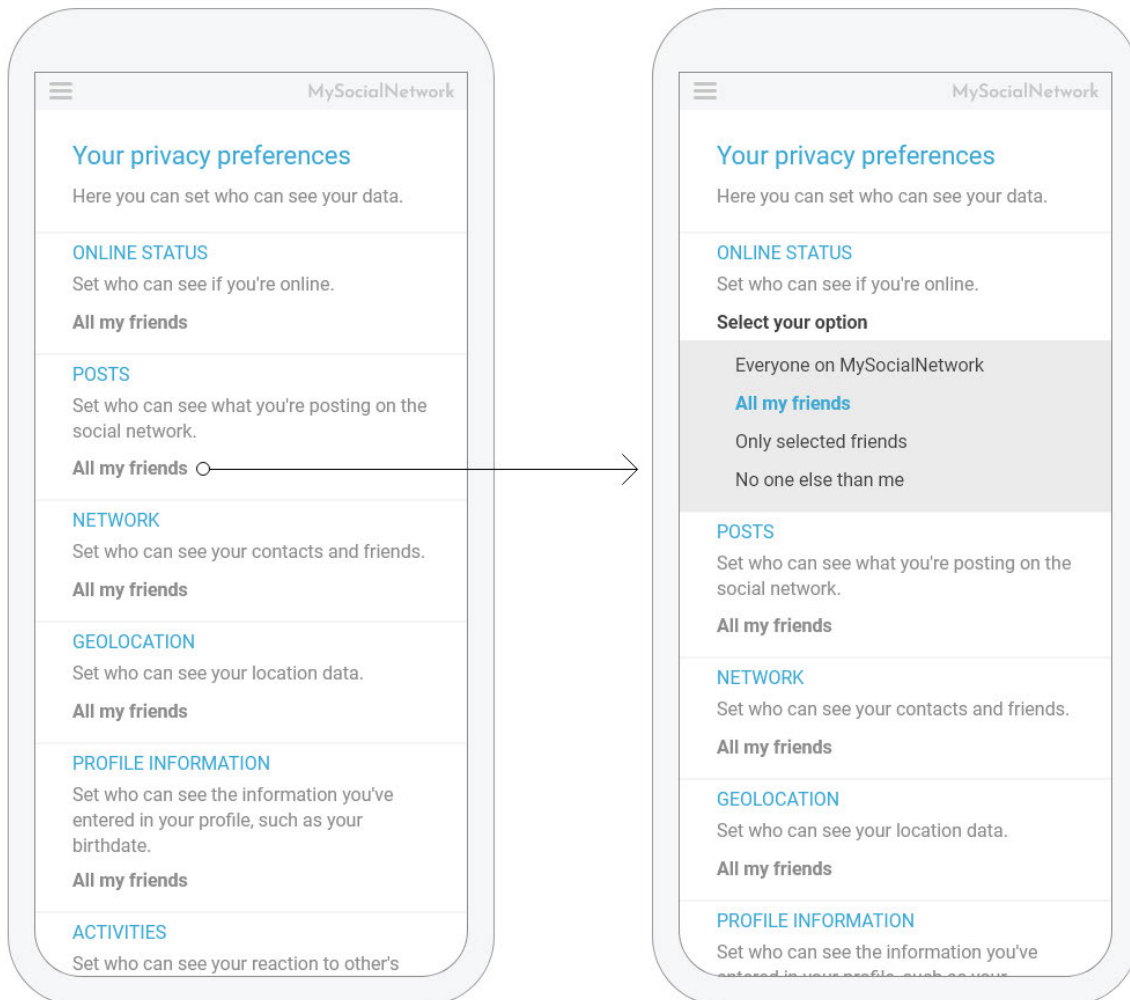 MySocialNetwork
Your privacy preferences
Here you can set who can see your data.
ONLINE STATUS
Set who can see if you're online.
All my friends
POSTS
Set who can see what you're posting on the
social network.
All my friends
NETWORK
Set who can see your contacts and friends.
All my friends
GEOLOCATION
Set who can see your location data.
All my friends
PROFILE INFORMATION
Set who can see the information you've
entered in your profile, such as your
birthdate.
All my friends
ACTIVITIES
Set who can see your reaction to other's
MySocialNetwork
Your privacy preferences
Here you can set who can see your data.
ONLINE STATUS
Set who can see if you're online.
Select your option
Everyone on MySocialNetwork
All my friends
Only selected friends
No one else than me
POSTS
Set who can see what you're posting on the
social network.
All my friends
NETWORK
Set who can see your contacts and friends.
All my friends
GEOLOCATION
Set who can see your location data.
All my friends
PROFILE INFORMATION
Set who can see the information you've
entered in your profile, such as your